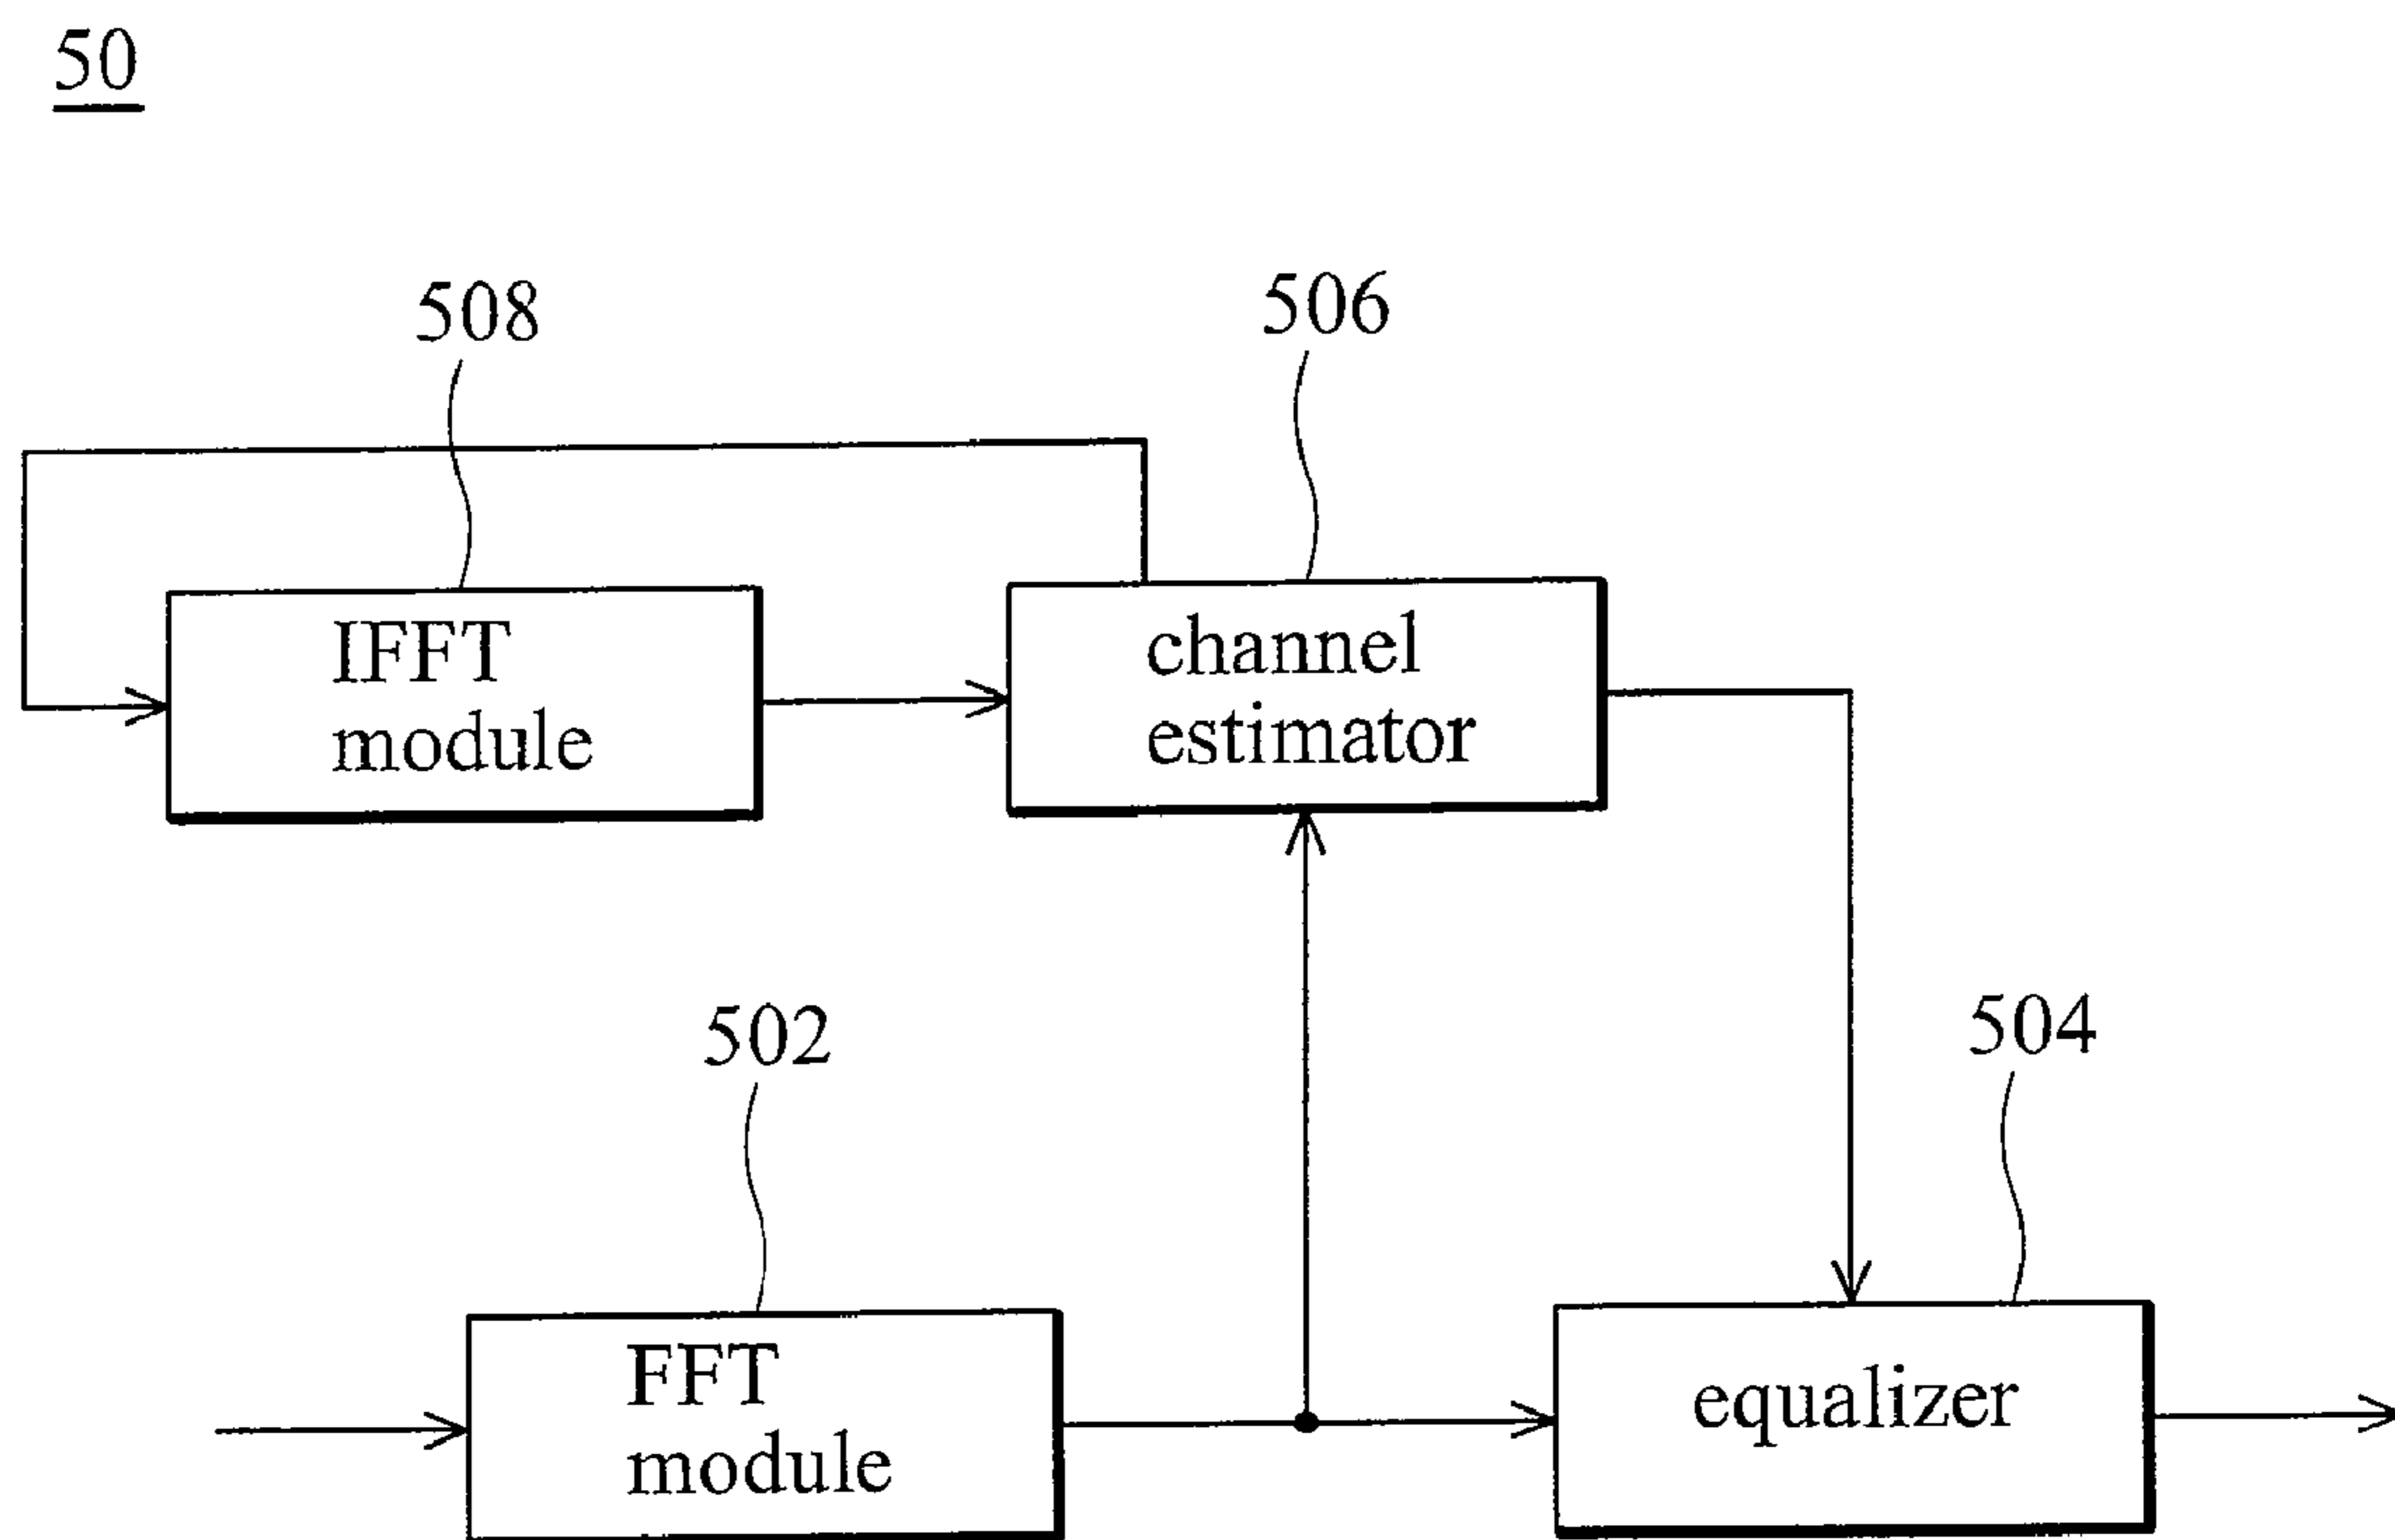 50
508
506
IFFT
module
channel
estimator
502
504
FFT
module
equalizer